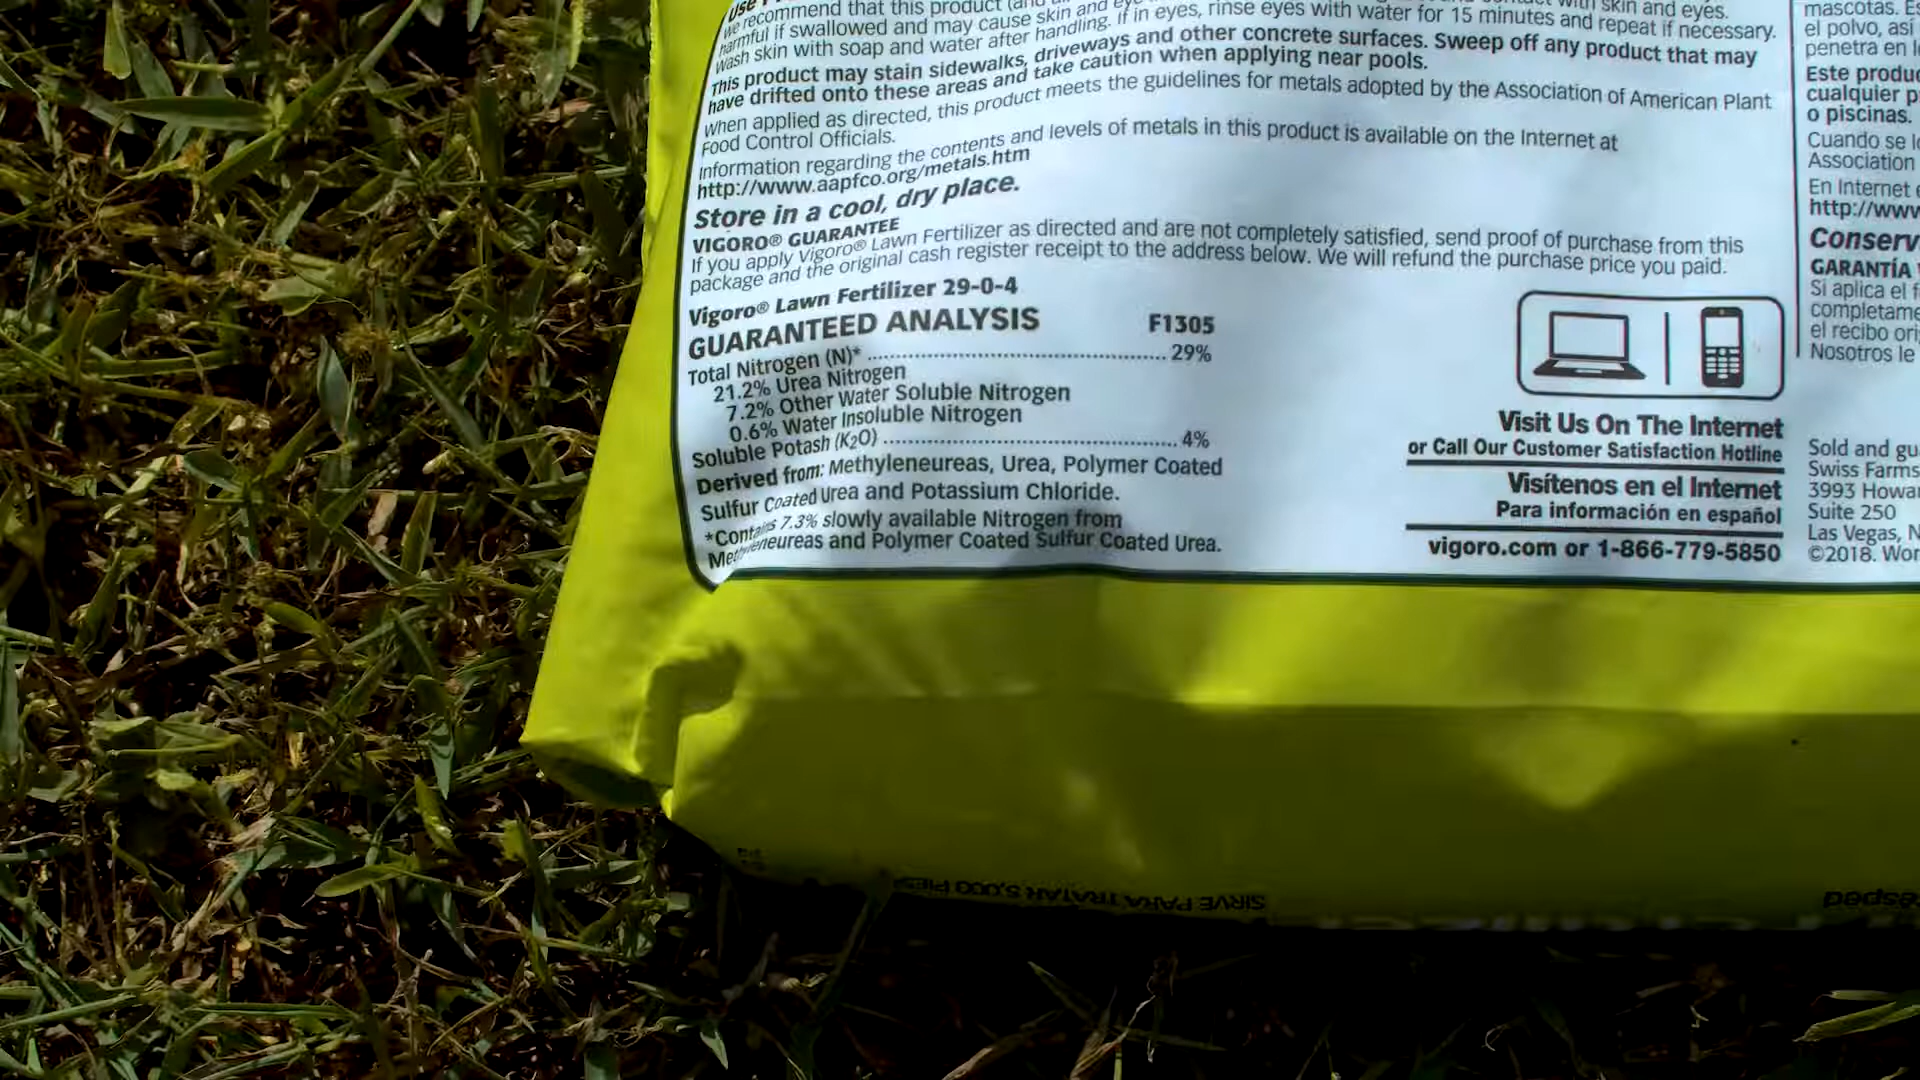 Use
we recommend that this product (and
with skin and eyes.
harmful if swallowed and may cause skin and eye
wash skin with soap and water after handling. If in eyes, rinse eyes with water for 15 minutes and repeat if necessary.
This product may stain sidewalks, driveways and other concrete surfaces. Sweep off any product that may
have drifted onto these areas and take caution when applying near pools.
When applied as directed, this product meets the guidelines for metals adopted by the Association of American Plant
Food Control Officials.
Information regarding the contents and levels of metals in this product is available on the Internet at
http://www.aapfco.org/metals.htm
Store in a cool, dry place.
VIGORO® GUARANTEE
If you apply Vigoro® Lawn Fertilizer as directed and are not completely satisfied, send proof of purchase from this
package and the original cash register receipt to the address below. We will refund the purchase price you paid.
Vigoro® Lawn Fertilizer 29-0-4
GUARANTEED ANALYSIS F1305
Total Nitrogen (N)* ........................................ 29%
21.2% Urea Nitrogen
7.2% Other Water Soluble Nitrogen
0.6% Water Insoluble Nitrogen
Soluble Potash (K2O) ........................................ 4%
Derived from: Methyleneureas, Urea, Polymer Coated
Sulfur Coated Urea and Potassium Chloride.
*Contains 7.3% slowly available Nitrogen from
Methyleneureas and Polymer Coated Sulfur Coated Urea.
Visit Us On The Internet
or Call Our Customer Satisfaction Hotline
Visítenos en el Internet
Para información en español
vigoro.com or 1-866-779-5850
mascotas. Es
el polvo, así
penetra en l
Este produc
cualquier p
o piscinas.
Cuando se l
Association
En Internet e
http://www
Conserv
GARANTÍA
Si aplica el f
completame
el recibo ori
Nosotros le
Sold and gu
Swiss Farms
3993 Howa
Suite 250
Las Vegas, N
©2018. Wor
SIRVE PARA TRATAR 5,000 PIES